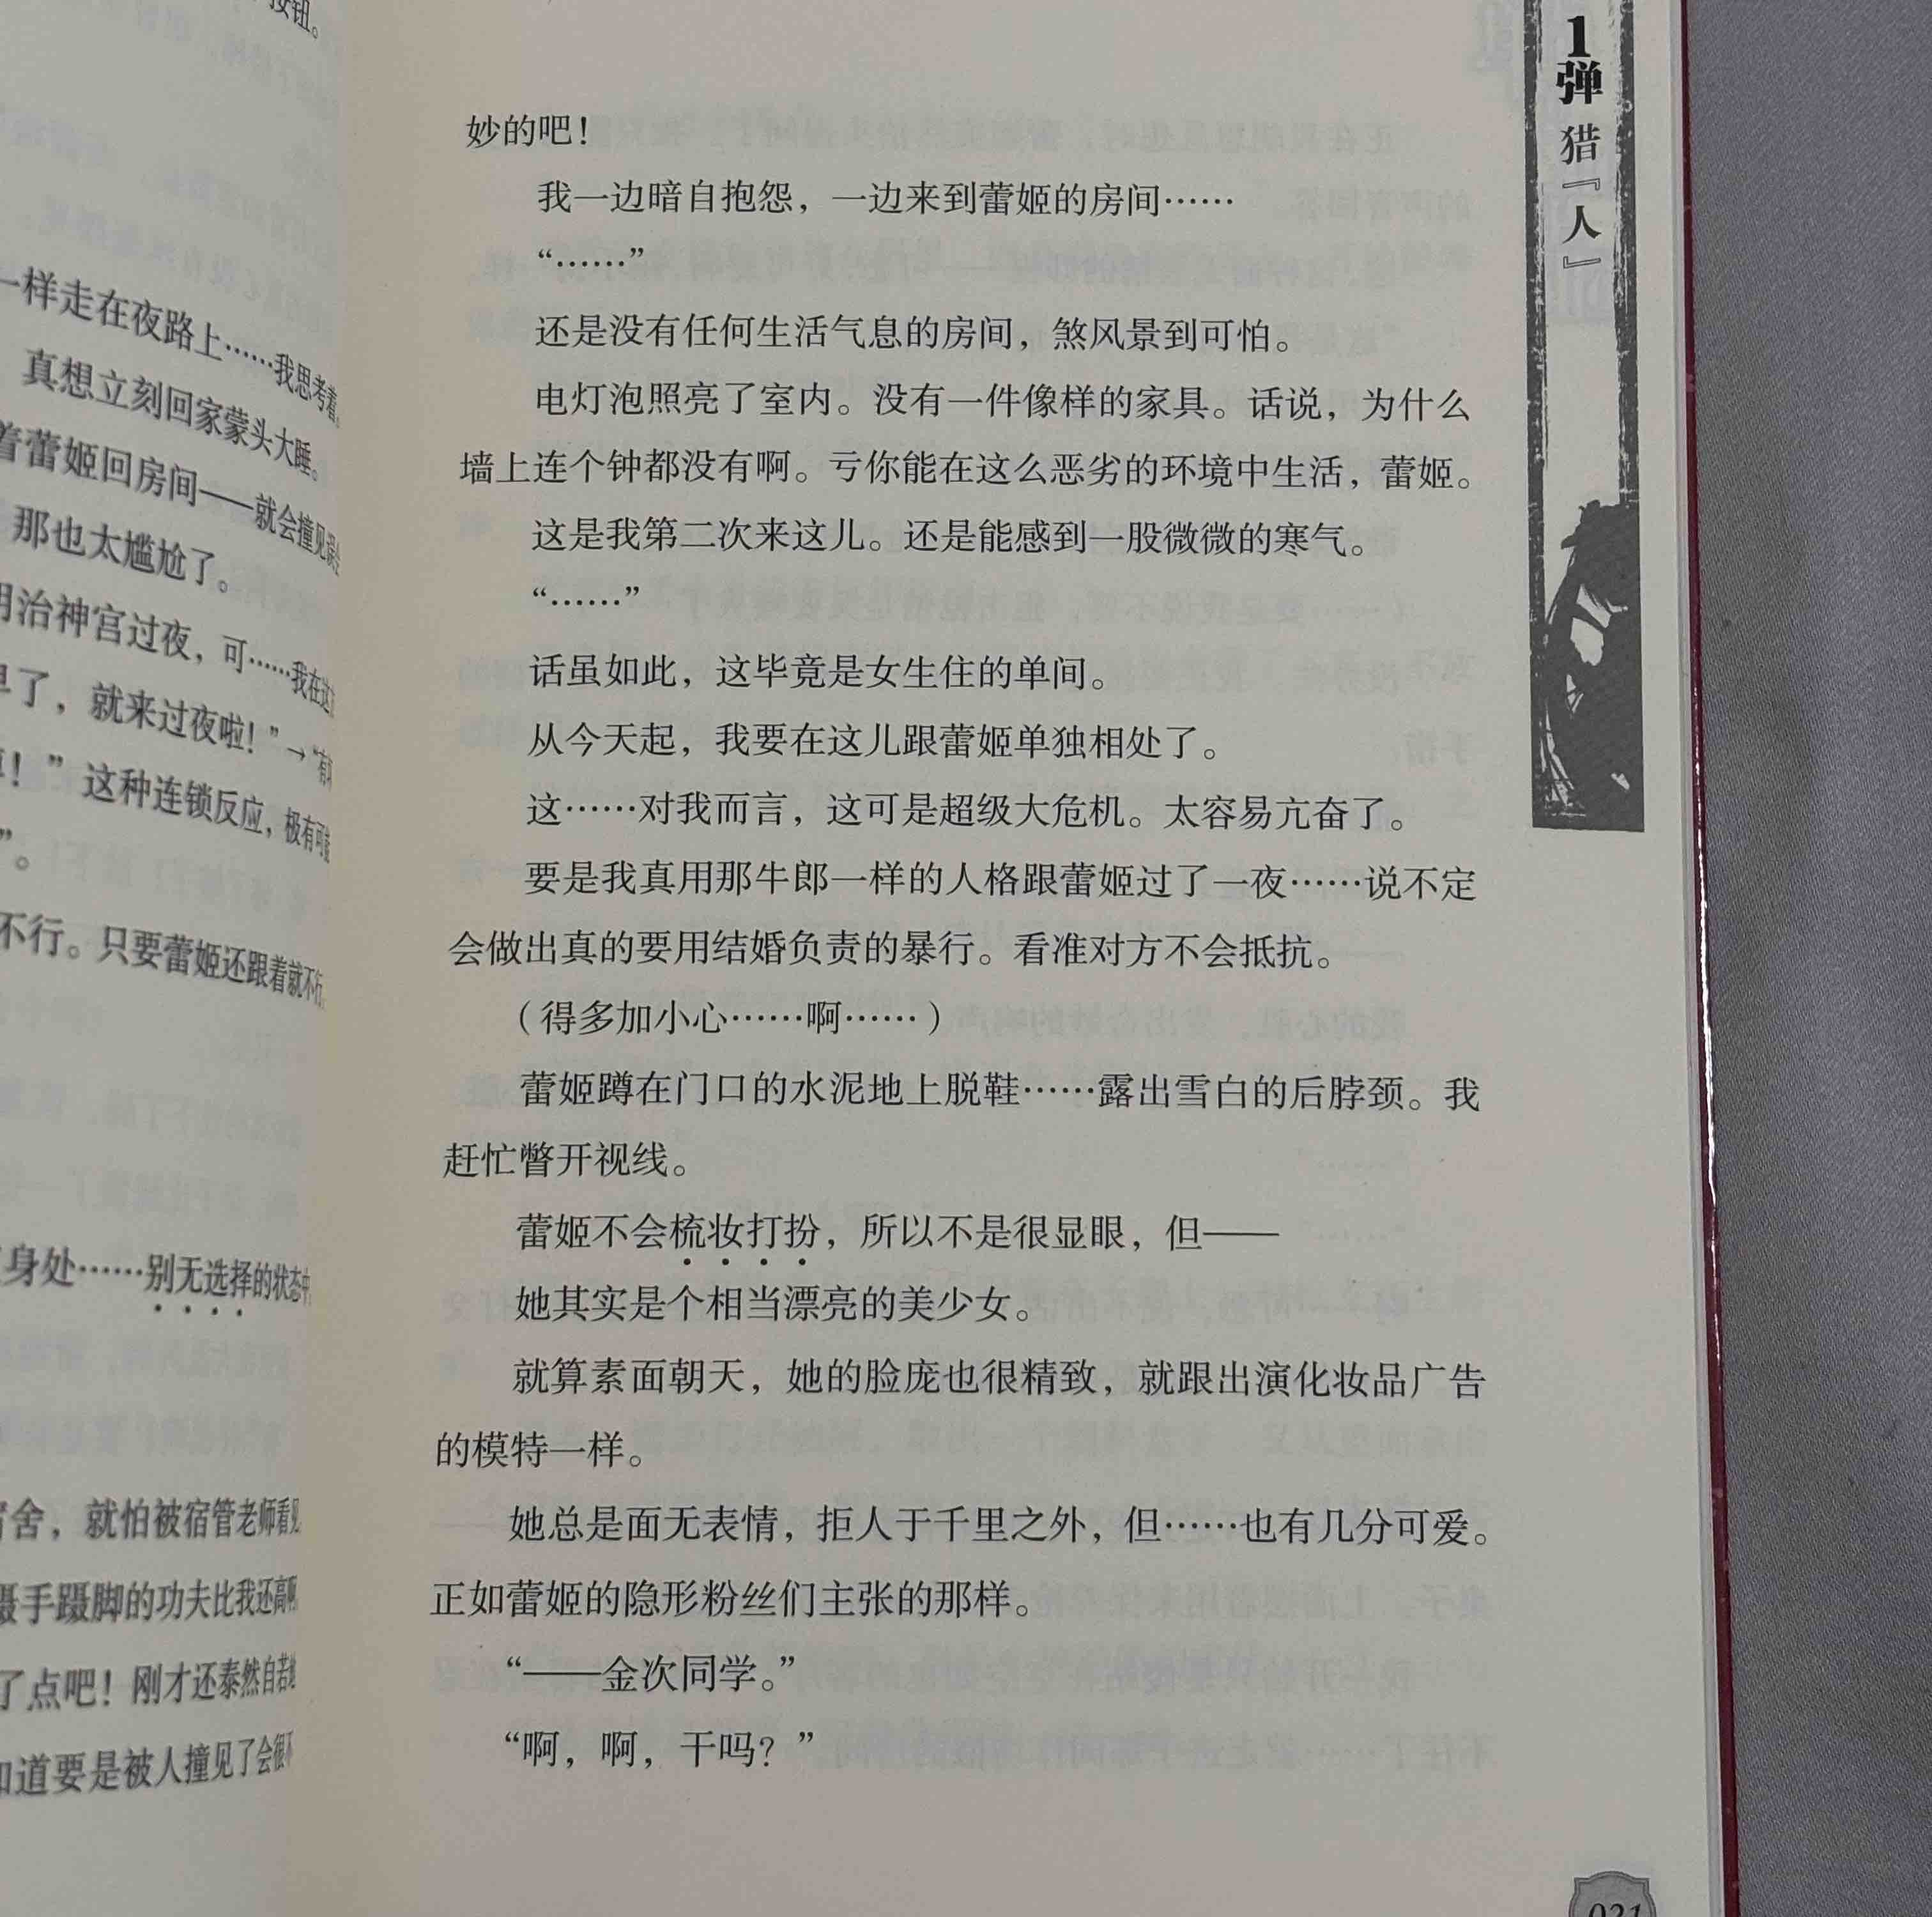 按钮。
一样走在夜路上……我思考着。
真想立刻回家蒙头大睡。
着蕾姬回房间——就会撞见
那也太尴尬了。
明治神宫过夜，可……我在这
早了，就来过夜啦！”→“有
！”这种连锁反应，极有可能
”。
不行。只要蕾姬还跟着就不行。
身处……别无选择的状态中
宿舍，就怕被宿管老师看见
蹑手蹑脚的功夫比我还高啊
了点吧！刚才还泰然自若
知道要是被人撞见了会很不
妙的吧！
我一边暗自抱怨，一边来到蕾姬的房间……
“……”
还是没有任何生活气息的房间，煞风景到可怕。
电灯泡照亮了室内。没有一件像样的家具。话说，为什么
墙上连个钟都没有啊。亏你能在这么恶劣的环境中生活，蕾姬。
这是我第二次来这儿。还是能感到一股微微的寒气。
“……”
话虽如此，这毕竟是女生住的单间。
从今天起，我要在这儿跟蕾姬单独相处了。
这……对我而言，这可是超级大危机。太容易亢奋了。
要是我真用那牛郎一样的人格跟蕾姬过了一夜……说不定
会做出真的要用结婚负责的暴行。看准对方不会抵抗。
（得多加小心……啊……）
蕾姬蹲在门口的水泥地上脱鞋……露出雪白的后脖颈。我
赶忙瞥开视线。
蕾姬不会梳妆打扮，所以不是很显眼，但——
她其实是个相当漂亮的美少女。
就算素面朝天，她的脸庞也很精致，就跟出演化妆品广告
的模特一样。
她总是面无表情，拒人于千里之外，但……也有几分可爱。
正如蕾姬的隐形粉丝们主张的那样。
“——金次同学。”
“啊，啊，干吗？”
1弹 猎『人』
021